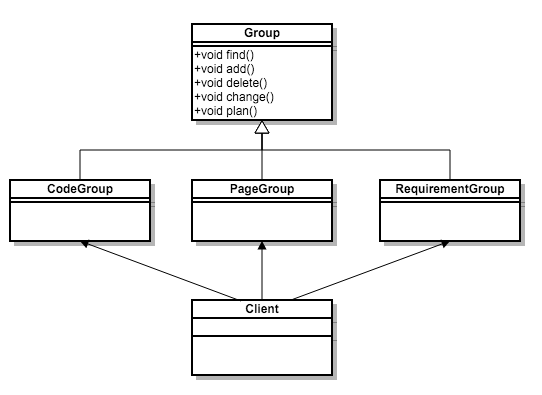 Group
+void find()
+void add()
+void delete()
+void change()
+void plan()
CodeGroup
PageGroup
RequirementGroup
Client